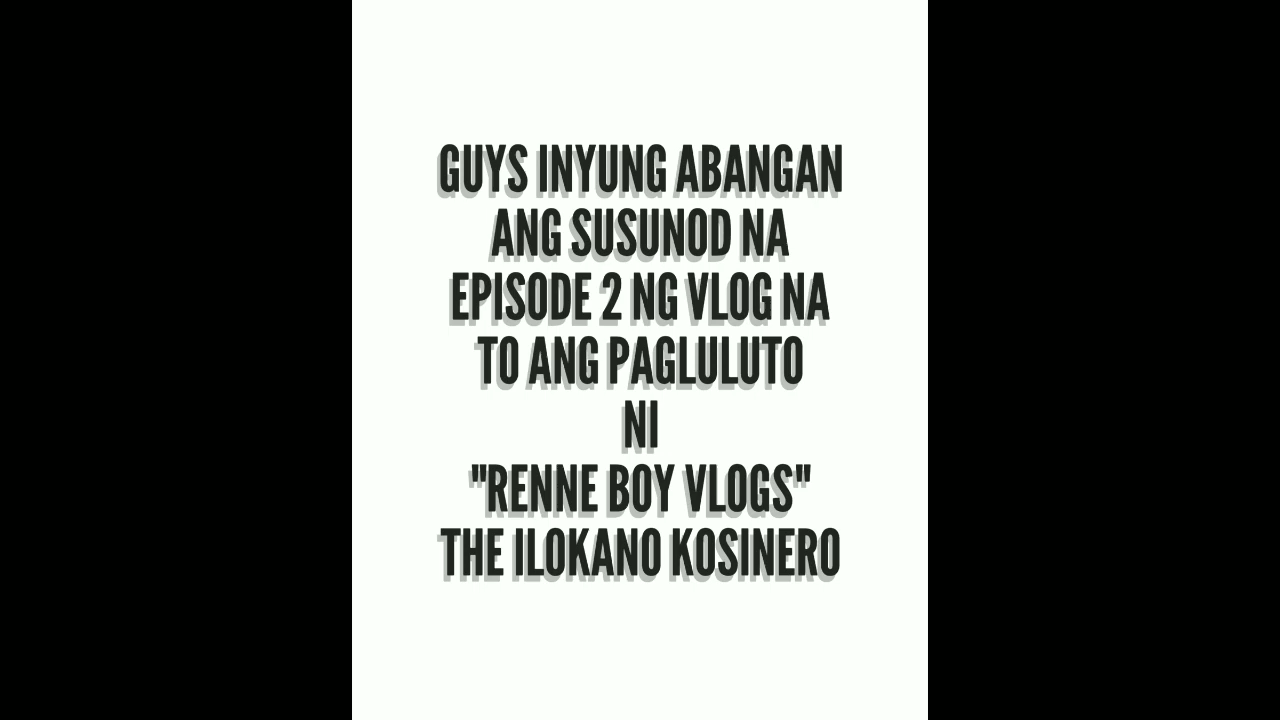 GUYS INYUNG ABANGAN
ANG SUSUNOD NA
EPISODE 2 NG VLOG NA
TO ANG PAGLULUTO
NI
"RENNE BOY VLOGS"
THE ILOKANO KOSINERO